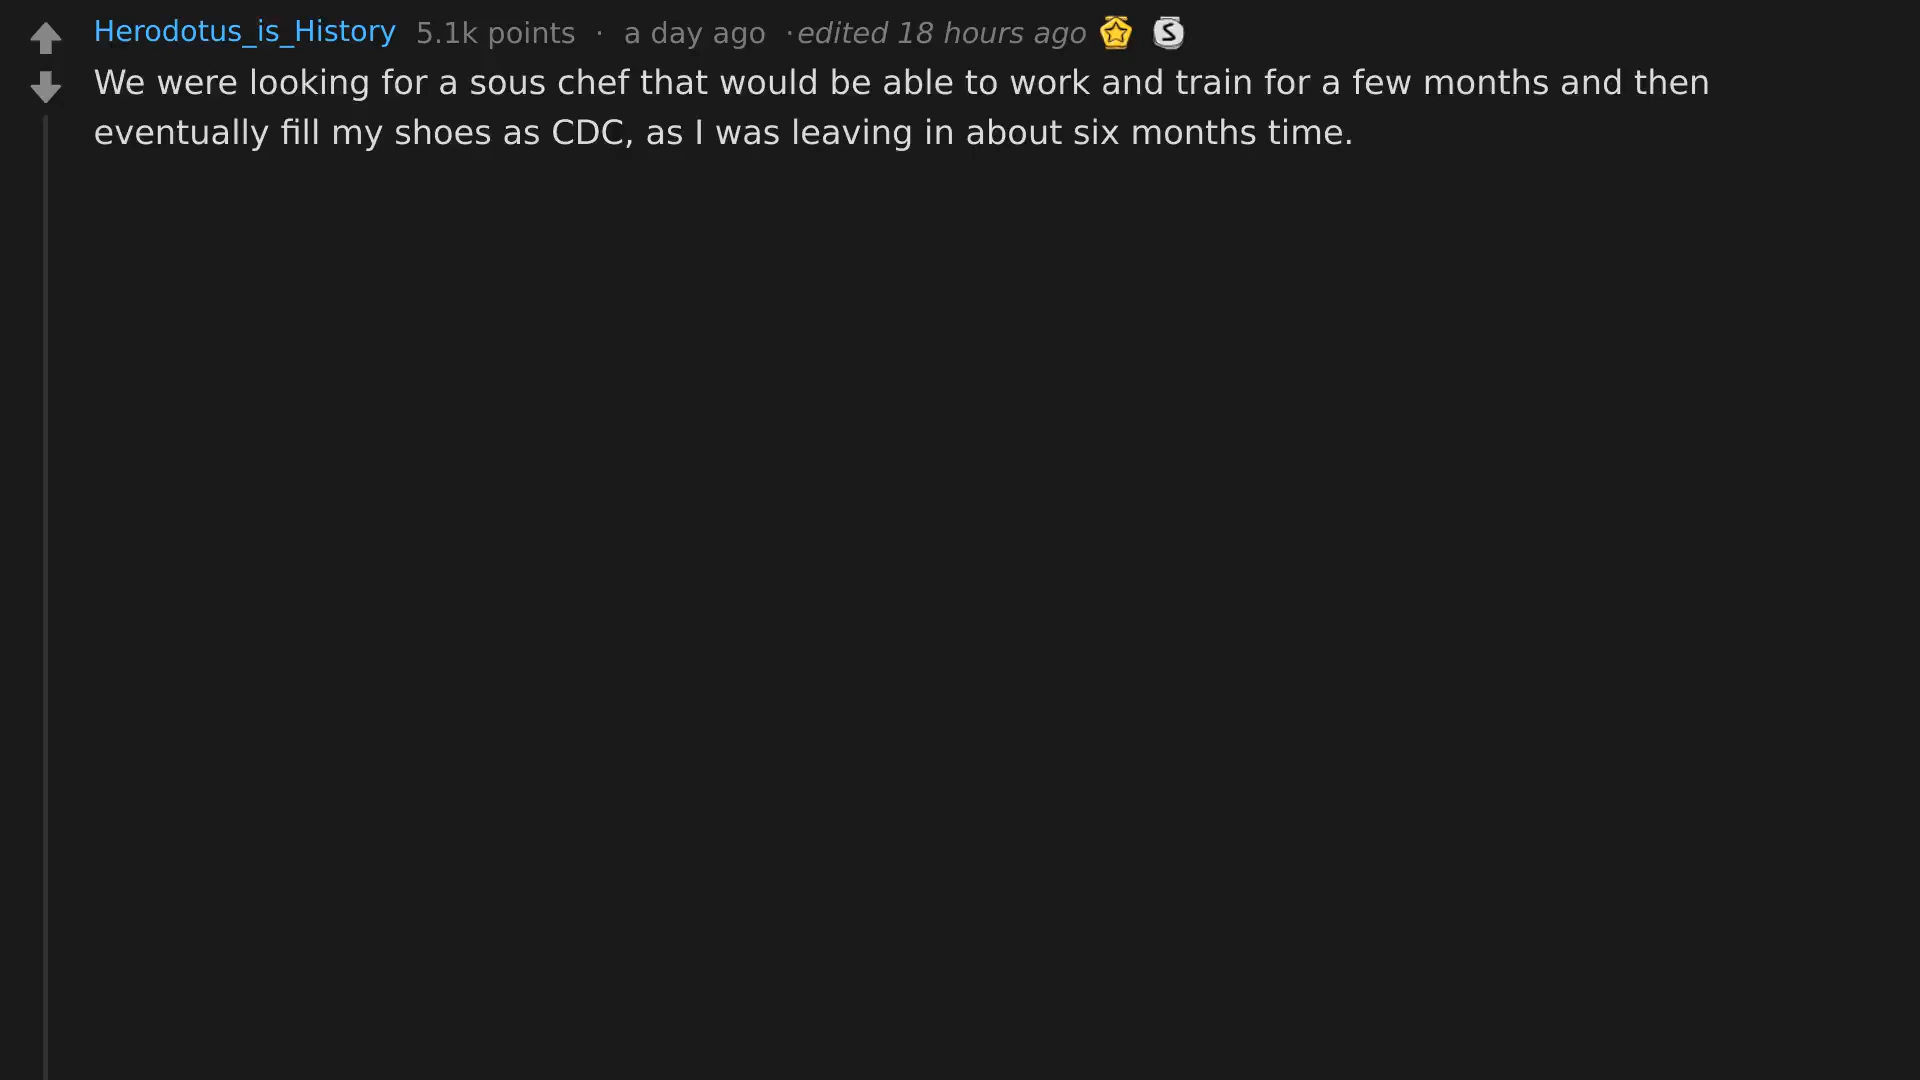 Herodotus_is_History 5.1k points · a day ago ·edited 18 hours ago S
We were looking for a sous chef that would be able to work and train for a few months and then
eventually fill my shoes as CDC, as I was leaving in about six months time.